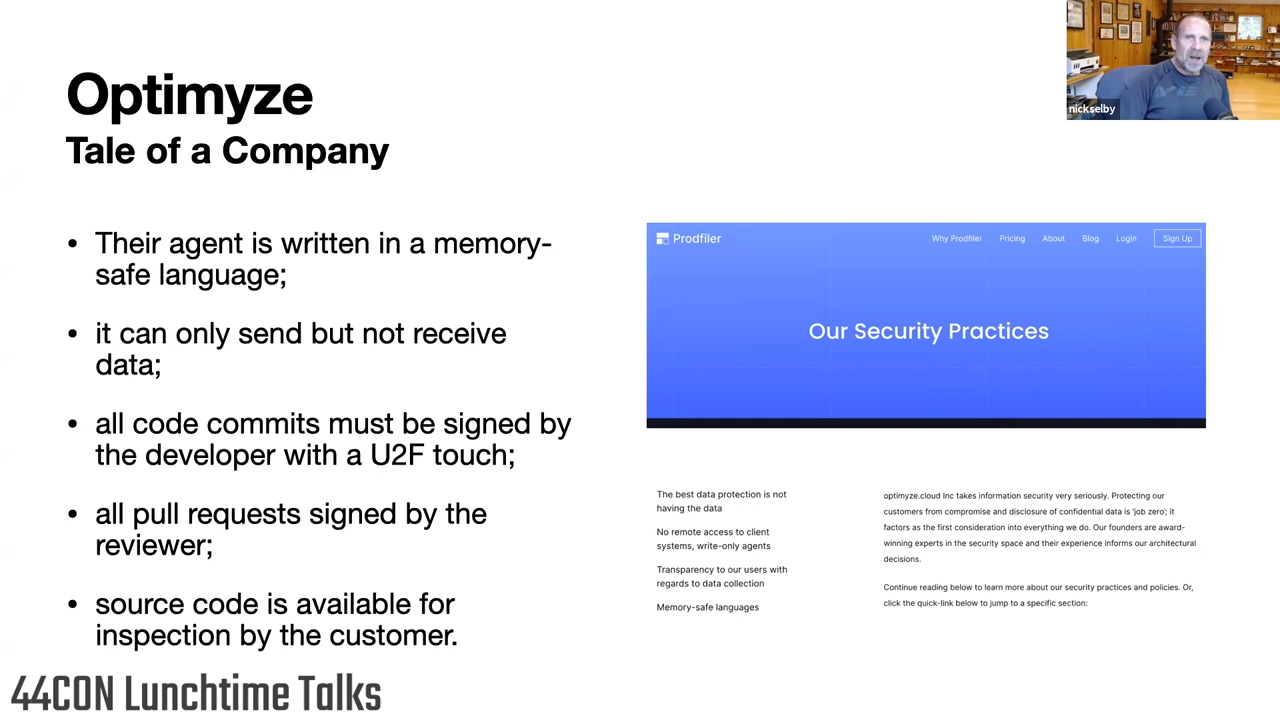 Optimyze
Tale of a Company
• Their agent is written in a memory-
safe language;
• it can only send but not receive
data;
• all code commits must be signed by
the developer with a U2F touch;
• all pull requests signed by the
reviewer;
• source code is available for
inspection by the customer.
nickselby
Prodfiler
Why Prodfiler Pricing About Blog Login Sign Up
Our Security Practices
The best data protection is not
having the data
No remote access to client
systems, write-only agents
Transparency to our users with
regards to data collection
Memory-safe languages
optimyze.cloud Inc takes information security very seriously. Protecting our
customers from compromise and disclosure of confidential data is 'job zero'; it
factors as the first consideration into everything we do. Our founders are award-
winning experts in the security space and their experience informs our architectural
decisions.
Continue reading below to learn more about our security practices and policies. Or,
click the quick-link below to jump to a specific section:
44CON Lunchtime Talks